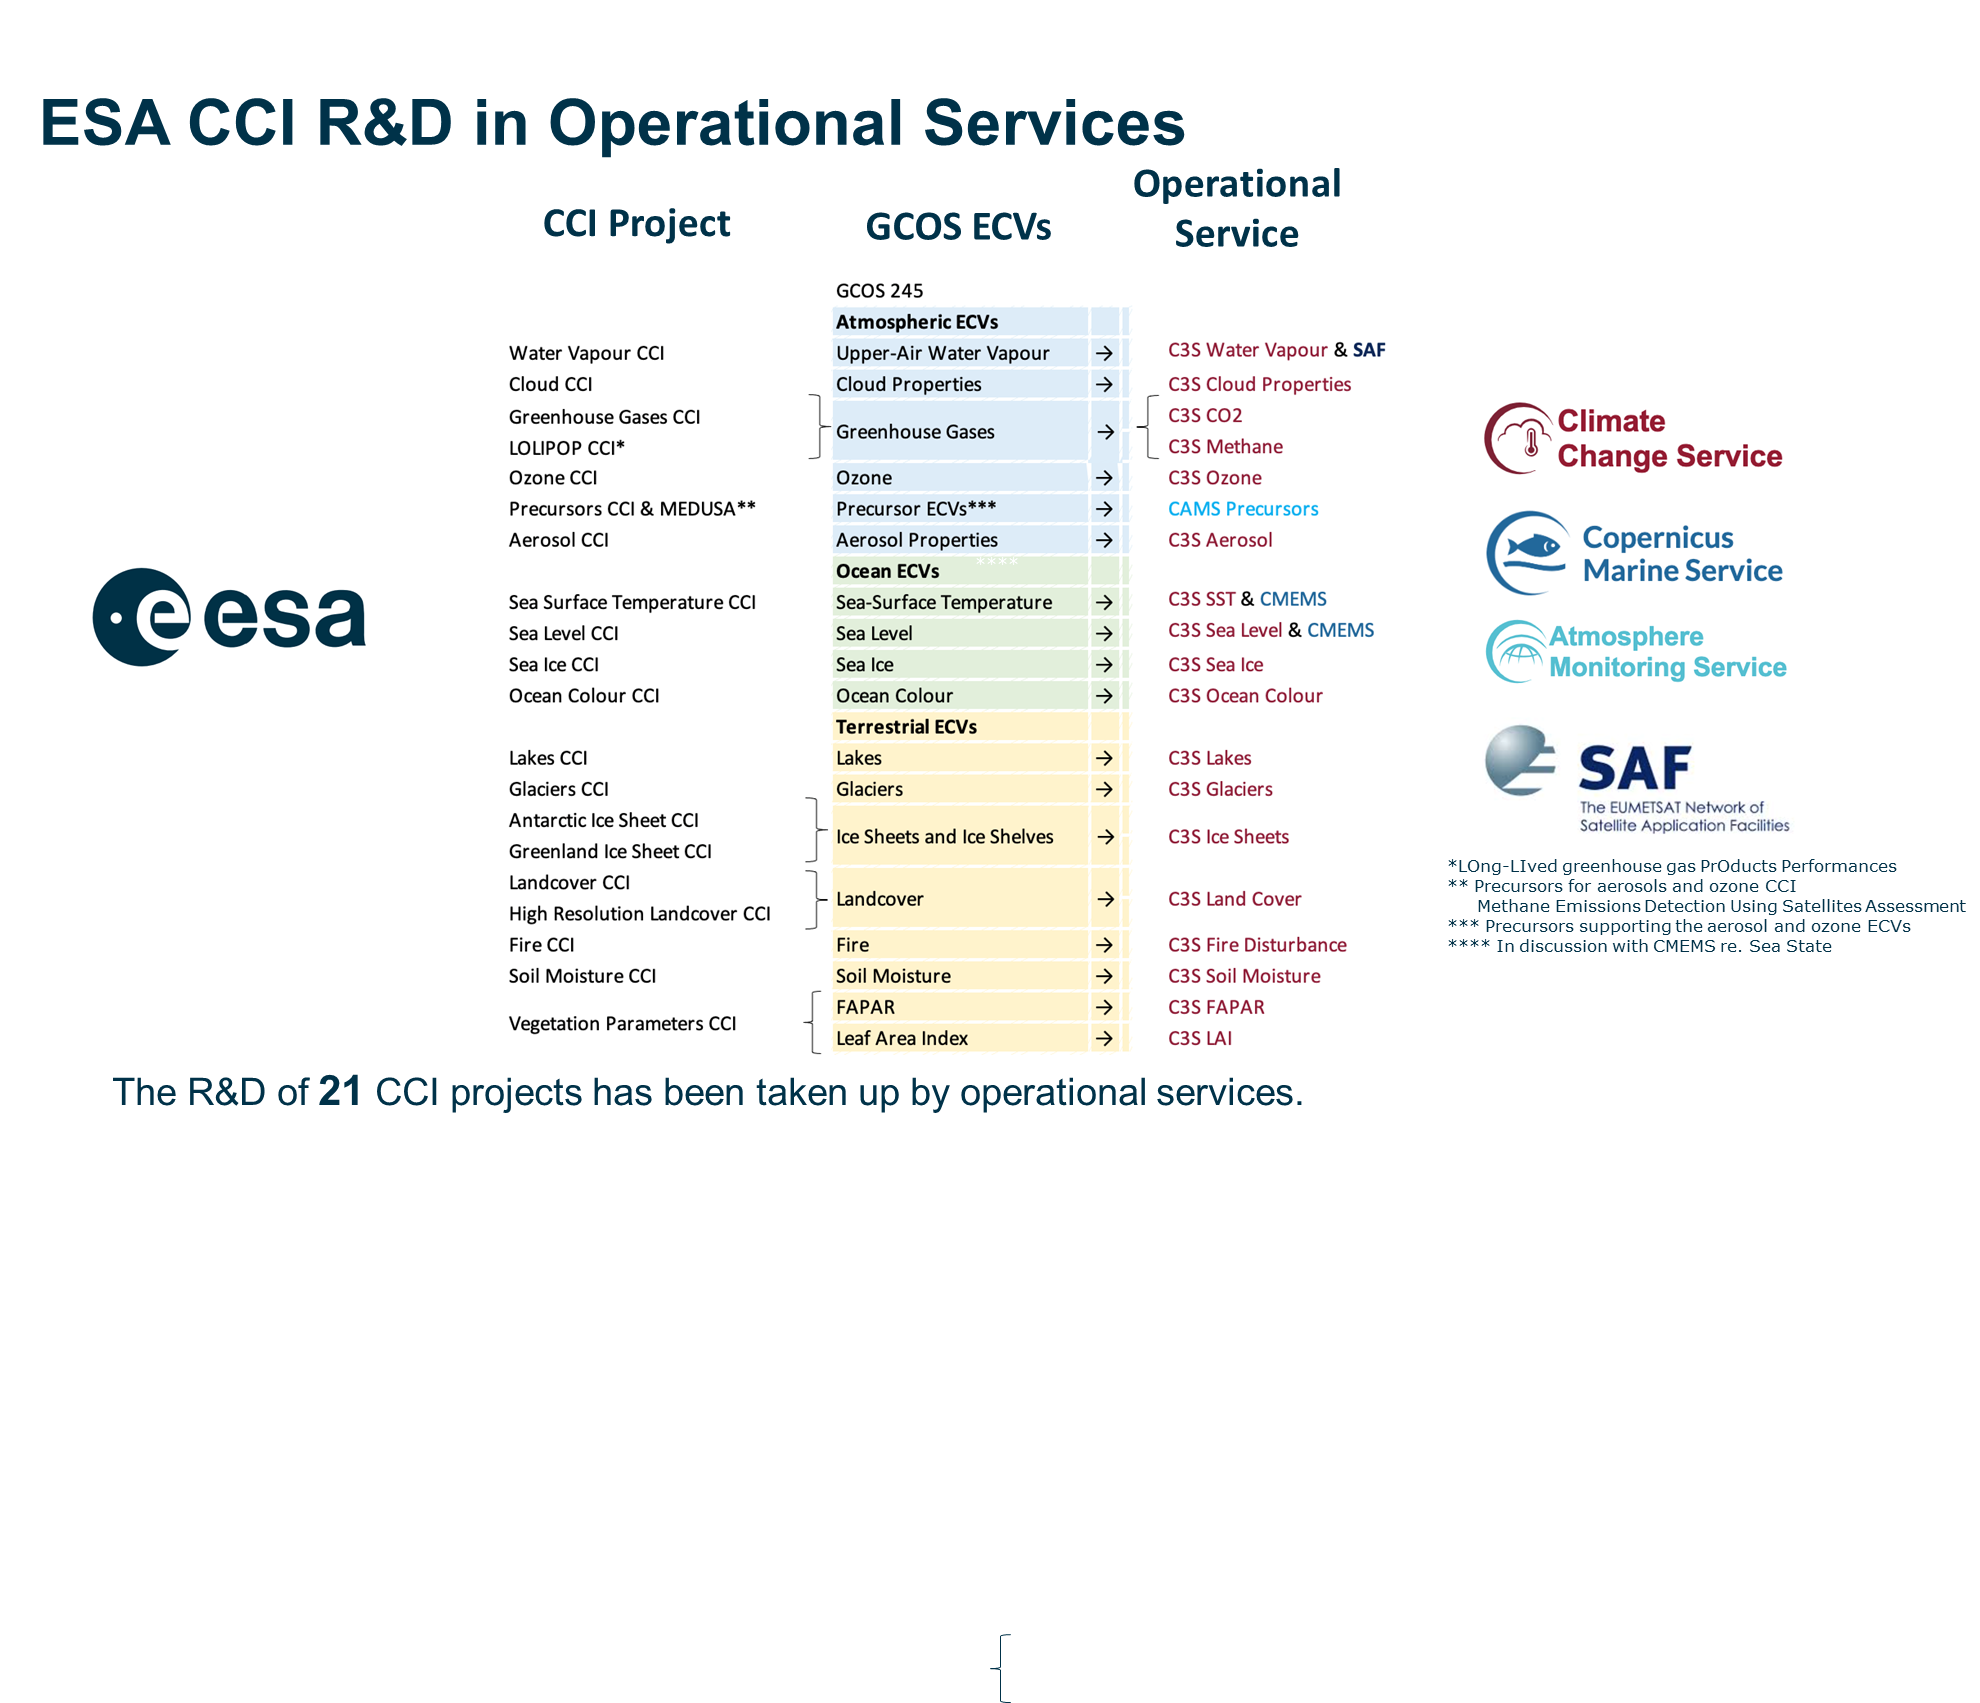 ESA CCI R&D in Operational Services
CCI Project
GCOS ECVs
Operational
Service
GCOS 245
Atmospheric ECVs
Water Vapour CCI
Upper-Air Water Vapour
→
C3S Water Vapour & SAF
Cloud CCI
Cloud Properties
→
C3S Cloud Properties
Greenhouse Gases CCI
LOLIPOP CCI*
Greenhouse Gases
→
C3S CO2
C3S Methane
Ozone CCI
Ozone
→
C3S Ozone
Precursors CCI & MEDUSA**
Precursor ECVs***
→
CAMS Precursors
Aerosol CCI
Aerosol Properties
→
C3S Aerosol
Ocean ECVs ****
Sea Surface Temperature CCI
Sea-Surface Temperature
→
C3S SST & CMEMS
Sea Level CCI
Sea Level
→
C3S Sea Level & CMEMS
Sea Ice CCI
Sea Ice
→
C3S Sea Ice
Ocean Colour CCI
Ocean Colour
→
C3S Ocean Colour
Terrestrial ECVs
Lakes CCI
Lakes
→
C3S Lakes
Glaciers CCI
Glaciers
→
C3S Glaciers
Antarctic Ice Sheet CCI
Greenland Ice Sheet CCI
Ice Sheets and Ice Shelves
→
C3S Ice Sheets
Landcover CCI
High Resolution Landcover CCI
Landcover
→
C3S Land Cover
Fire CCI
Fire
→
C3S Fire Disturbance
Soil Moisture CCI
Soil Moisture
→
C3S Soil Moisture
Vegetation Parameters CCI
FAPAR
→
C3S FAPAR
Leaf Area Index
→
C3S LAI
esa
Climate
Change Service
Copernicus
Marine Service
Atmosphere
Monitoring Service
SAF
The EUMETSAT Network of
Satellite Application Facilities
*LOng-LIved greenhouse gas PrOducts Performances
** Precursors for aerosols and ozone CCI
Methane Emissions Detection Using Satellites Assessment
*** Precursors supporting the aerosol and ozone ECVs
**** In discussion with CMEMS re. Sea State
The R&D of 21 CCI projects has been taken up by operational services.